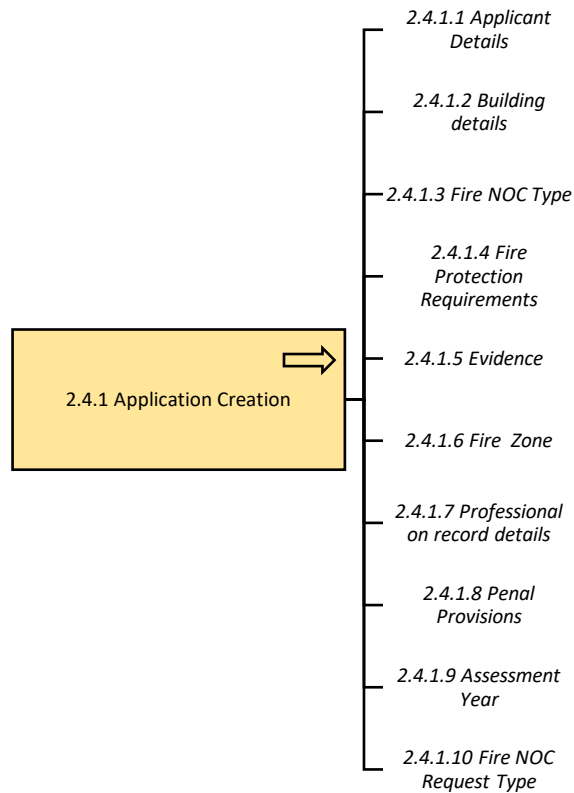 2.4.1.1 Applicant
Details
2.4.1.2 Building
details
2.4.1.3 Fire NOC Type
2.4.1.4 Fire
Protection
Requirements
2.4.1 Application Creation
2.4.1.5 Evidence
2.4.1.6 Fire Zone
2.4.1.7 Professional
on record details
2.4.1.8 Penal
Provisions
2.4.1.9 Assessment
Year
2.4.1.10 Fire NOC
Request Type